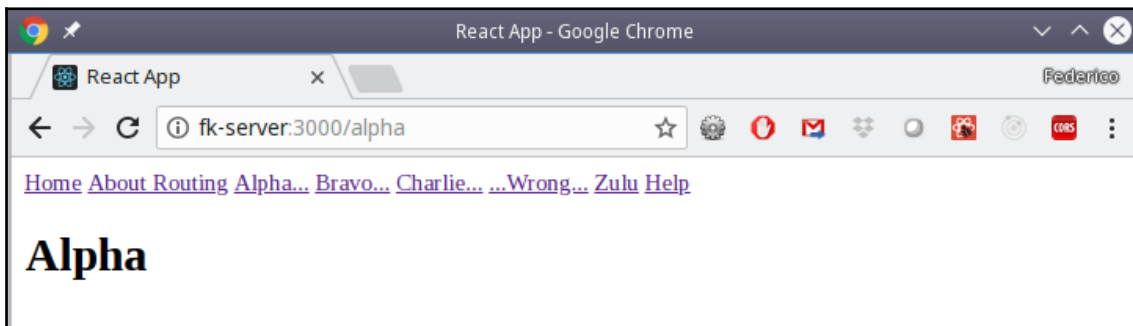 React App - Google Chrome
React App
Federico
fk-server:3000/alpha
CORS
Home About Routing Alpha... Bravo... Charlie... ...Wrong... Zulu Help
Alpha